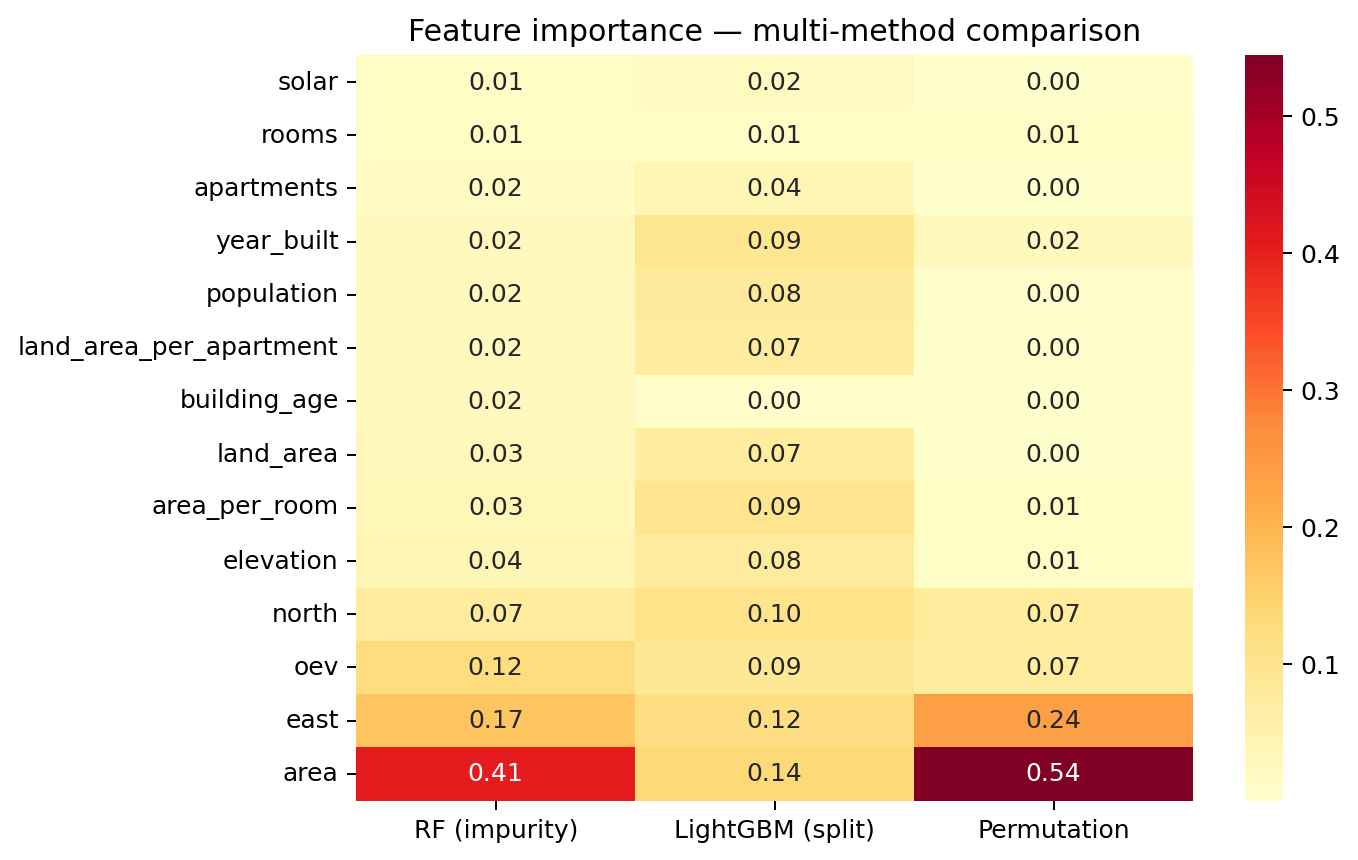 Feature importance — multi-method comparison
solar 0.01 0.02 0.00
rooms 0.01 0.01 0.01
apartments 0.02 0.04 0.00
year_built 0.02 0.09 0.02
population 0.02 0.08 0.00
land_area_per_apartment 0.02 0.07 0.00
building_age 0.02 0.00 0.00
land_area 0.03 0.07 0.00
area_per_room 0.03 0.09 0.01
elevation 0.04 0.08 0.01
north 0.07 0.10 0.07
oev 0.12 0.09 0.07
east 0.17 0.12 0.24
area 0.41 0.14 0.54
RF (impurity) LightGBM (split) Permutation
0.5
0.4
0.3
0.2
0.1